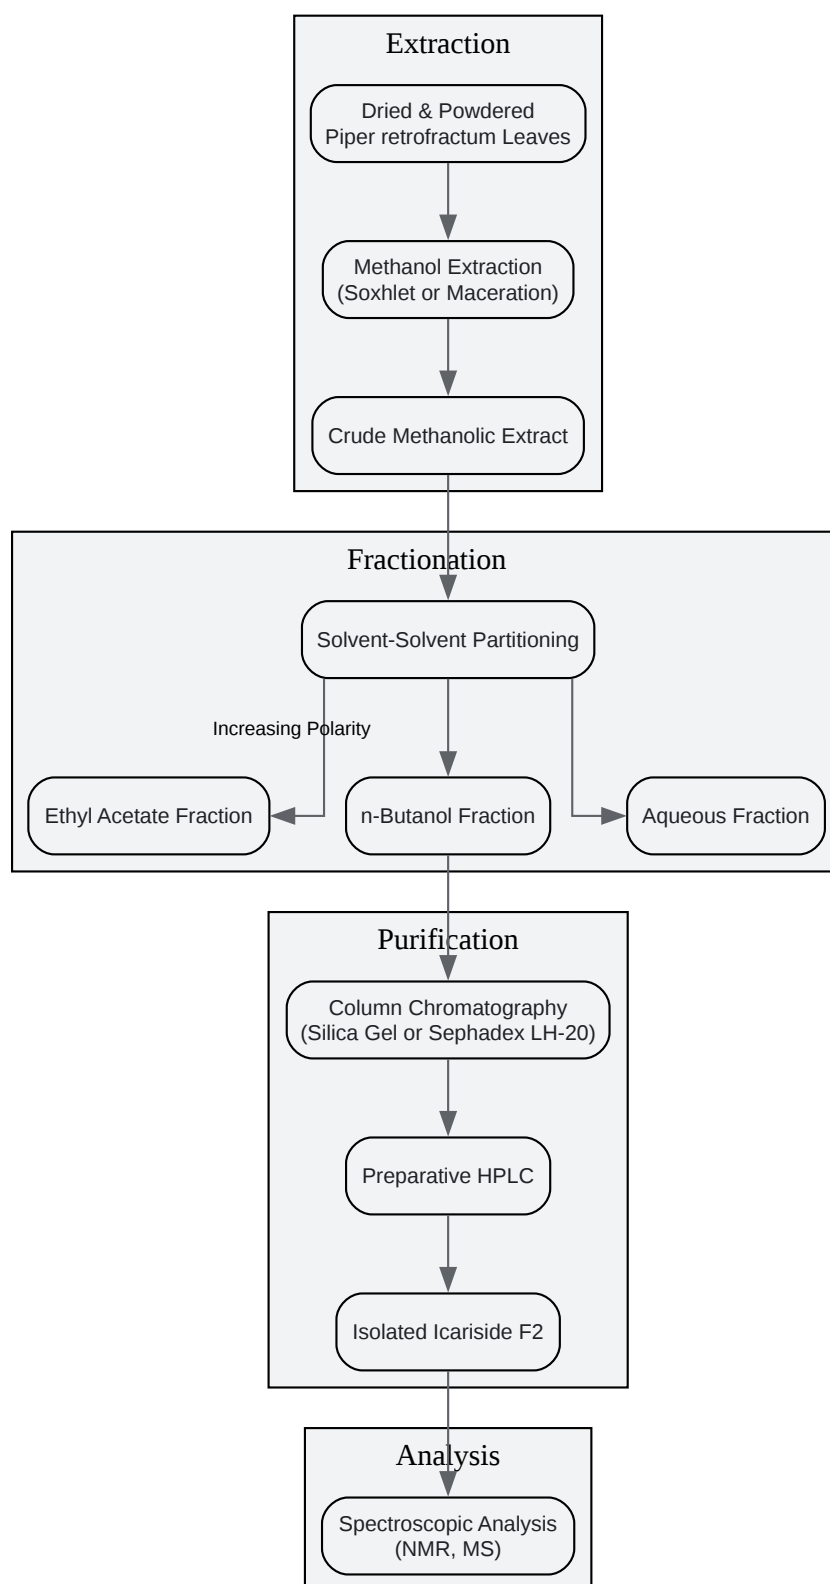 Extraction
Dried & Powdered
Piper retrofractum Leaves
Methanol Extraction
(Soxhlet or Maceration)
Crude Methanolic Extract
Fractionation
Solvent-Solvent Partitioning
Increasing Polarity
Ethyl Acetate Fraction
n-Butanol Fraction
Aqueous Fraction
Purification
Column Chromatography
(Silica Gel or Sephadex LH-20)
Preparative HPLC
Isolated Icariside F2
Analysis
Spectroscopic Analysis
(NMR, MS)